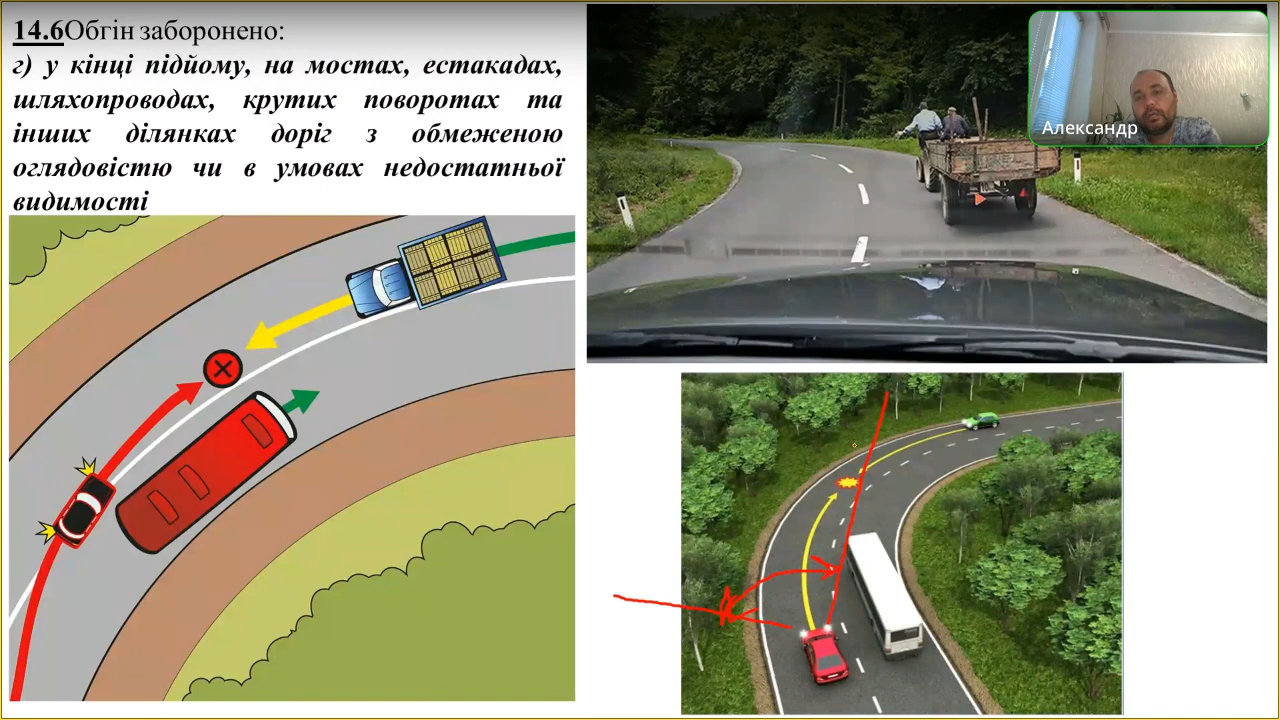 14.6Обгін заборонено:
г) у кінці підйому, на мостах, естакадах,
шляхопроводах, крутих поворотах та
інших ділянках доріг з обмеженою
оглядовістю чи в умовах недостатньої
видимості
Александр